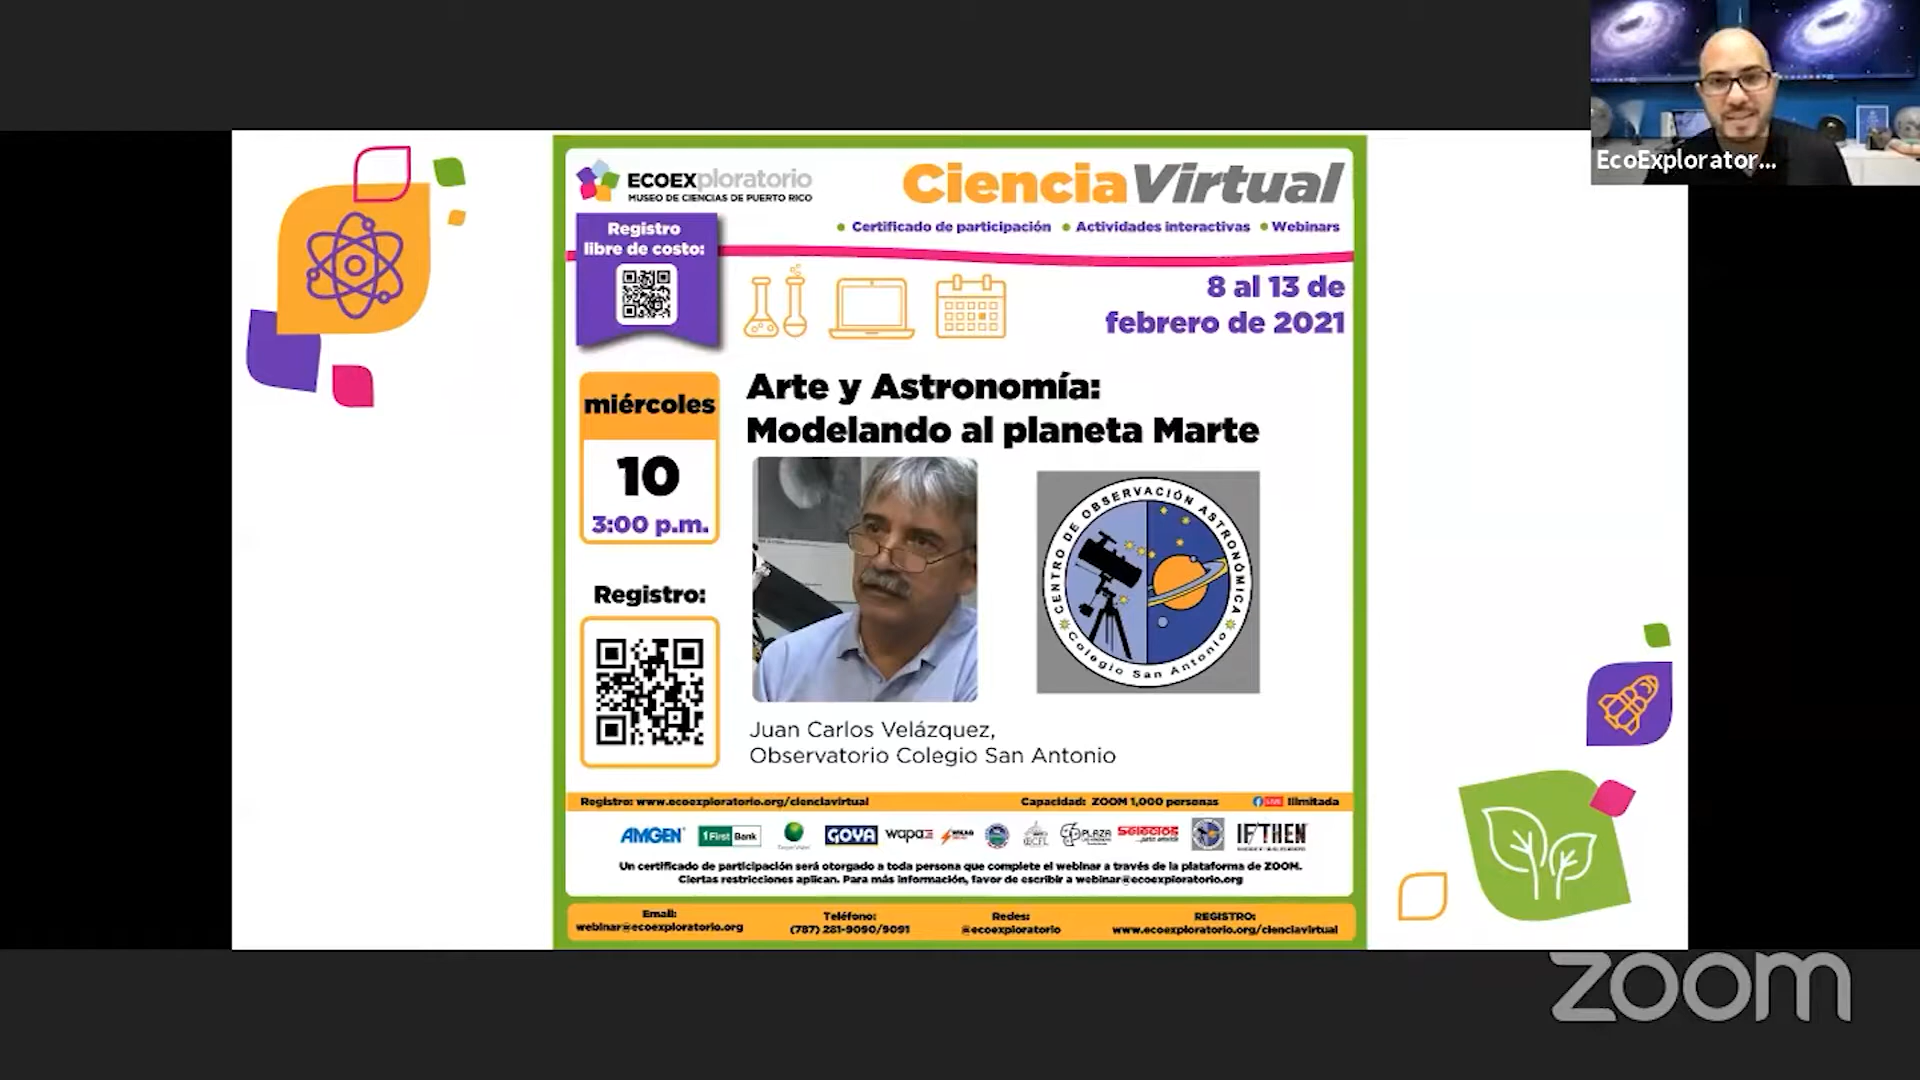 EcoExplorator...
ECOEXploratorio
MUSEO DE CIENCIAS DE PUERTO RICO
CienciaVirtual
• Certificado de participación • Actividades interactivas • Webinars
Registro
libre de costo:
8 al 13 de
febrero de 2021
miércoles
10
3:00 p.m.
Arte y Astronomía:
Modelando al planeta Marte
CENTRO DE OBSERVACIÓN ASTRONÓMICA
Colegio San Antonio
Registro:
Juan Carlos Velázquez,
Observatorio Colegio San Antonio
Registro: www.ecoexploratorio.org/cienciavirtual
Capacidad: ZOOM 1,000 personas
LIVE Ilimitada
AMGEN
1 FirstBank
GOYA
wapa
PLAZA
Selectos
IF/THEN
Un certificado de participación será otorgado a toda persona que complete el webinar a través de la plataforma de ZOOM.
Ciertas restricciones aplican. Para más información, favor de escribir a webinar@ecoexploratorio.org
Email:
webinar@ecoexploratorio.org
Teléfono:
(787) 281-9090/9091
Redes:
@ecoexploratorio
REGISTRO:
www.ecoexploratorio.org/cienciavirtual
zoom